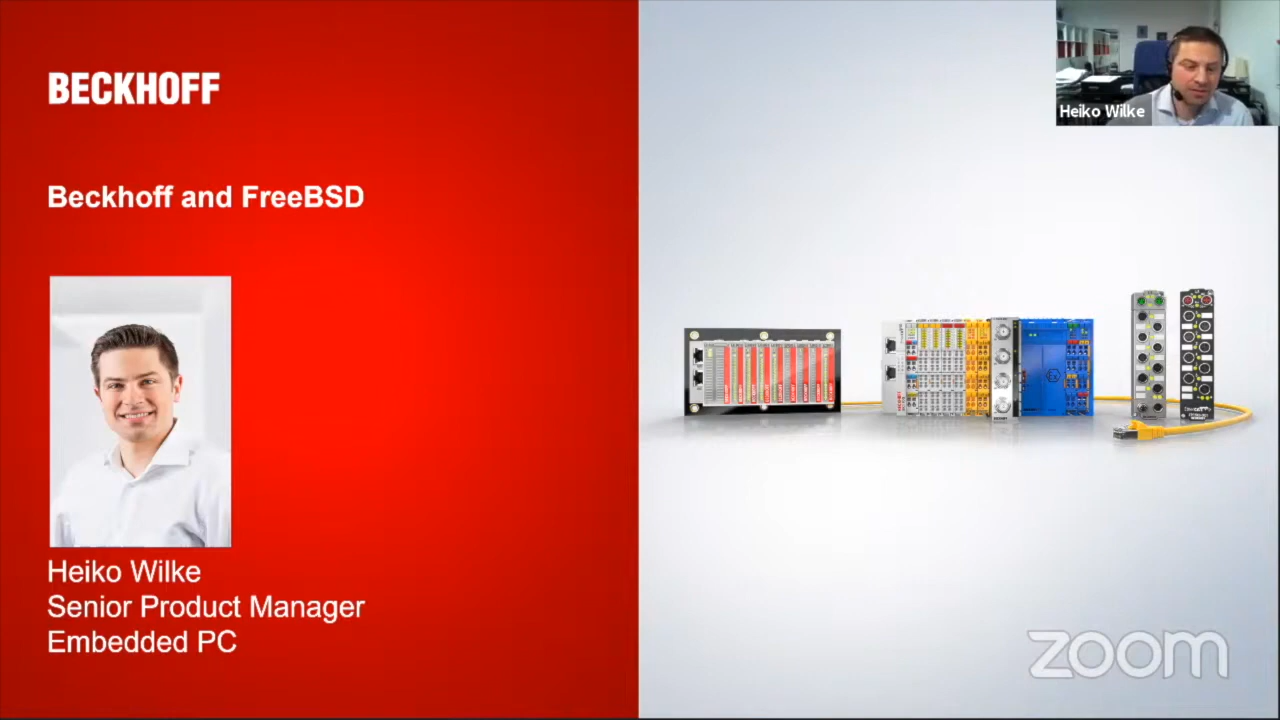 BECKHOFF
Heiko Wilke
Beckhoff and FreeBSD
Heiko Wilke
Senior Product Manager
Embedded PC
zoom